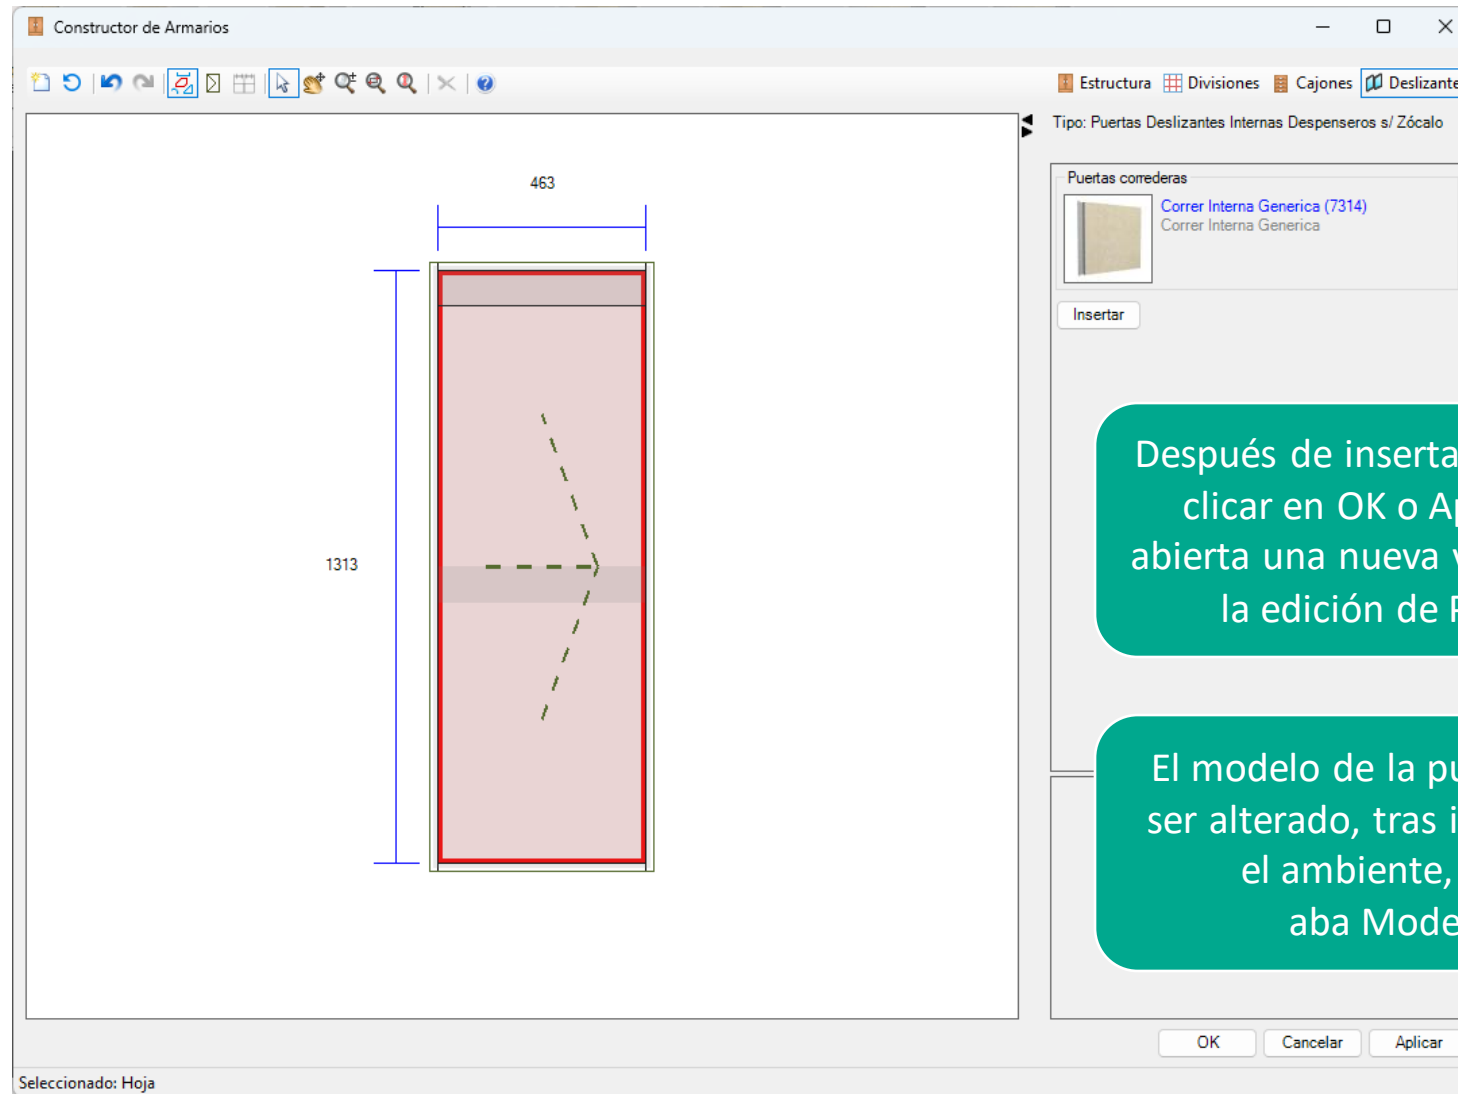 Constructor de Armarios
Estructura Divisiones Cajones Deslizante
Tipo: Puertas Deslizantes Internas Despenseros s/ Zócalo
Puertas correderas
Correr Interna Generica (7314)
Correr Interna Generica
Insertar
463
1313
Después de inserta
clicar en OK o Ap
abierta una nueva v
la edición de P
El modelo de la pu
ser alterado, tras i
el ambiente,
aba Mode
OK Cancelar Aplicar
Seleccionado: Hoja